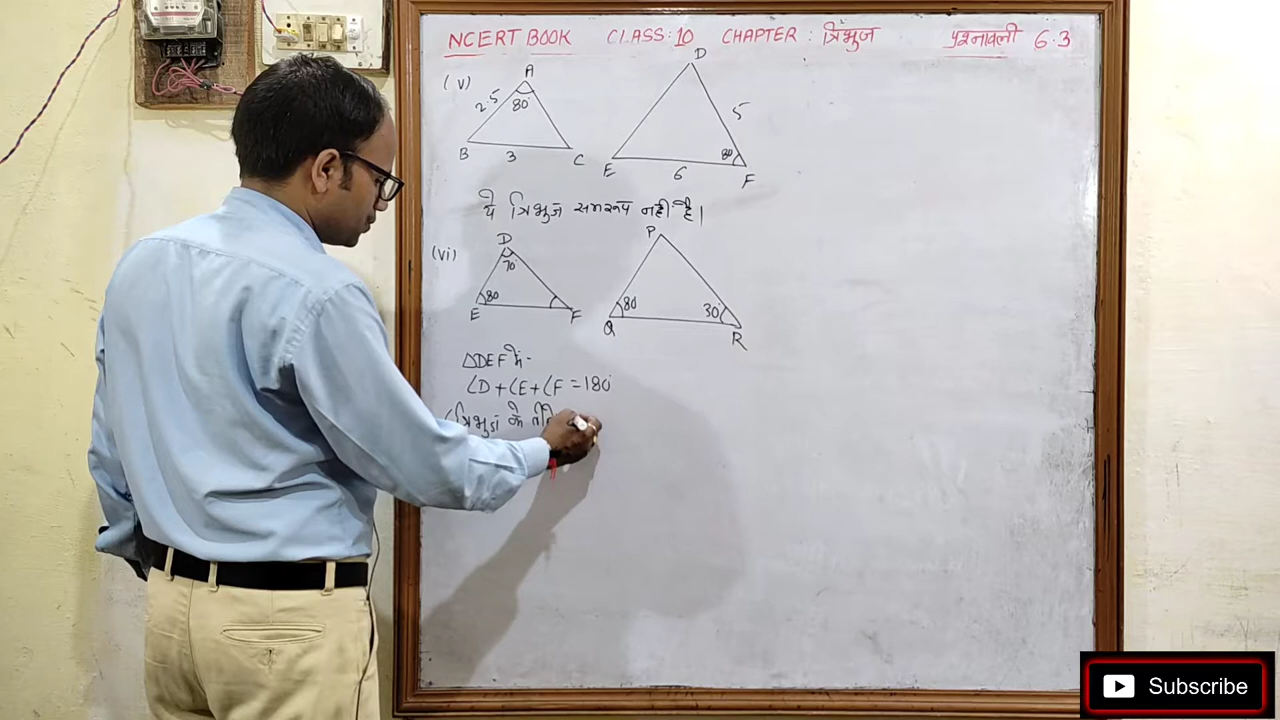 NCERT BOOK CLASS:10 CHAPTER : त्रिभुज प्रश्नावली 6.3
(v)
A
2.5
80°
B
3
C
D
5
80°
E
6
F
ये त्रिभुज समरूप नहीं है।
(vi)
D
70°
80
E
F
P
80
30°
Q
R
△DEF में-
∠D+∠E+∠F=180°
(त्रिभुज के
Subscribe